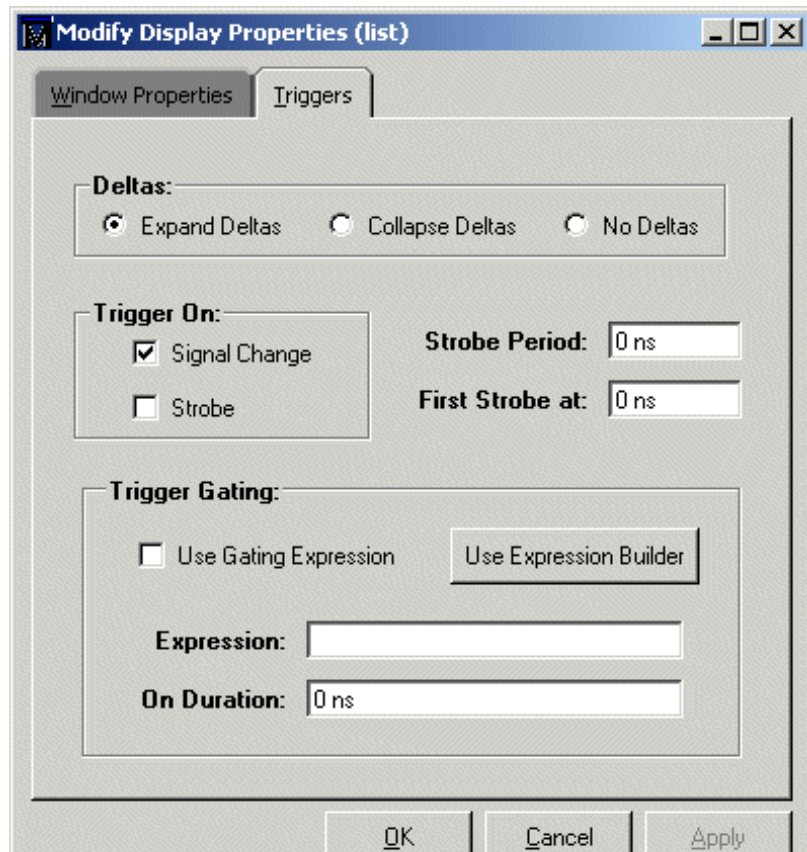 Modify Display Properties (list)
Window Properties
Triggers
Deltas:
Expand Deltas
Collapse Deltas
No Deltas
Trigger On:
Signal Change
Strobe
Strobe Period: 0 ns
First Strobe at: 0 ns
Trigger Gating:
Use Gating Expression
Use Expression Builder
Expression:
On Duration: 0 ns
OK
Cancel
Apply